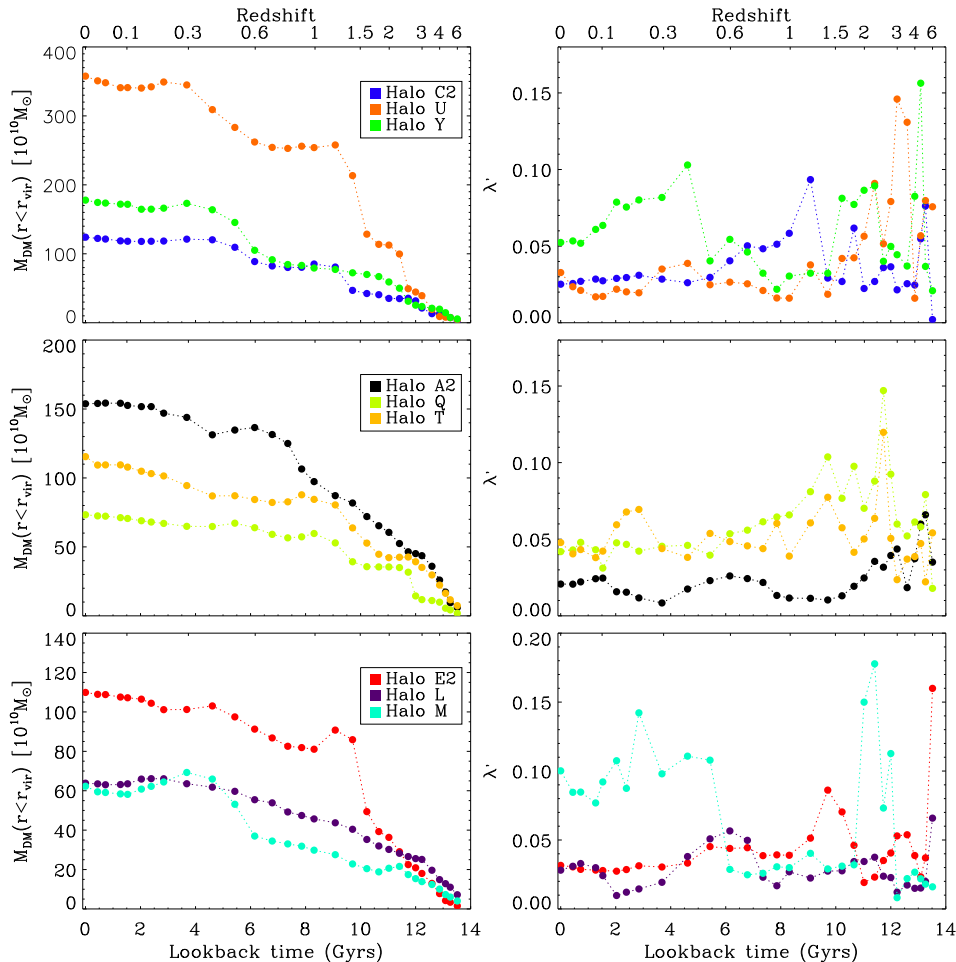 Redshift
Redshift
0 0.1 0.3 0.6 1 1.5 2 3 4 6
0 0.1 0.3 0.6 1 1.5 2 3 4 6
M_DM(r<r_vir) [10^10 M_⊙]
400
300
200
100
0
Halo C2
Halo U
Halo Y
λ'
0.15
0.10
0.05
0.00
M_DM(r<r_vir) [10^10 M_⊙]
200
150
100
50
0
Halo A2
Halo Q
Halo T
λ'
0.15
0.10
0.05
0.00
M_DM(r<r_vir) [10^10 M_⊙]
140
120
100
80
60
40
20
0
Halo E2
Halo L
Halo M
λ'
0.20
0.15
0.10
0.05
0.00
0 2 4 6 8 10 12 14
0 2 4 6 8 10 12 14
Lookback time (Gyrs)
Lookback time (Gyrs)